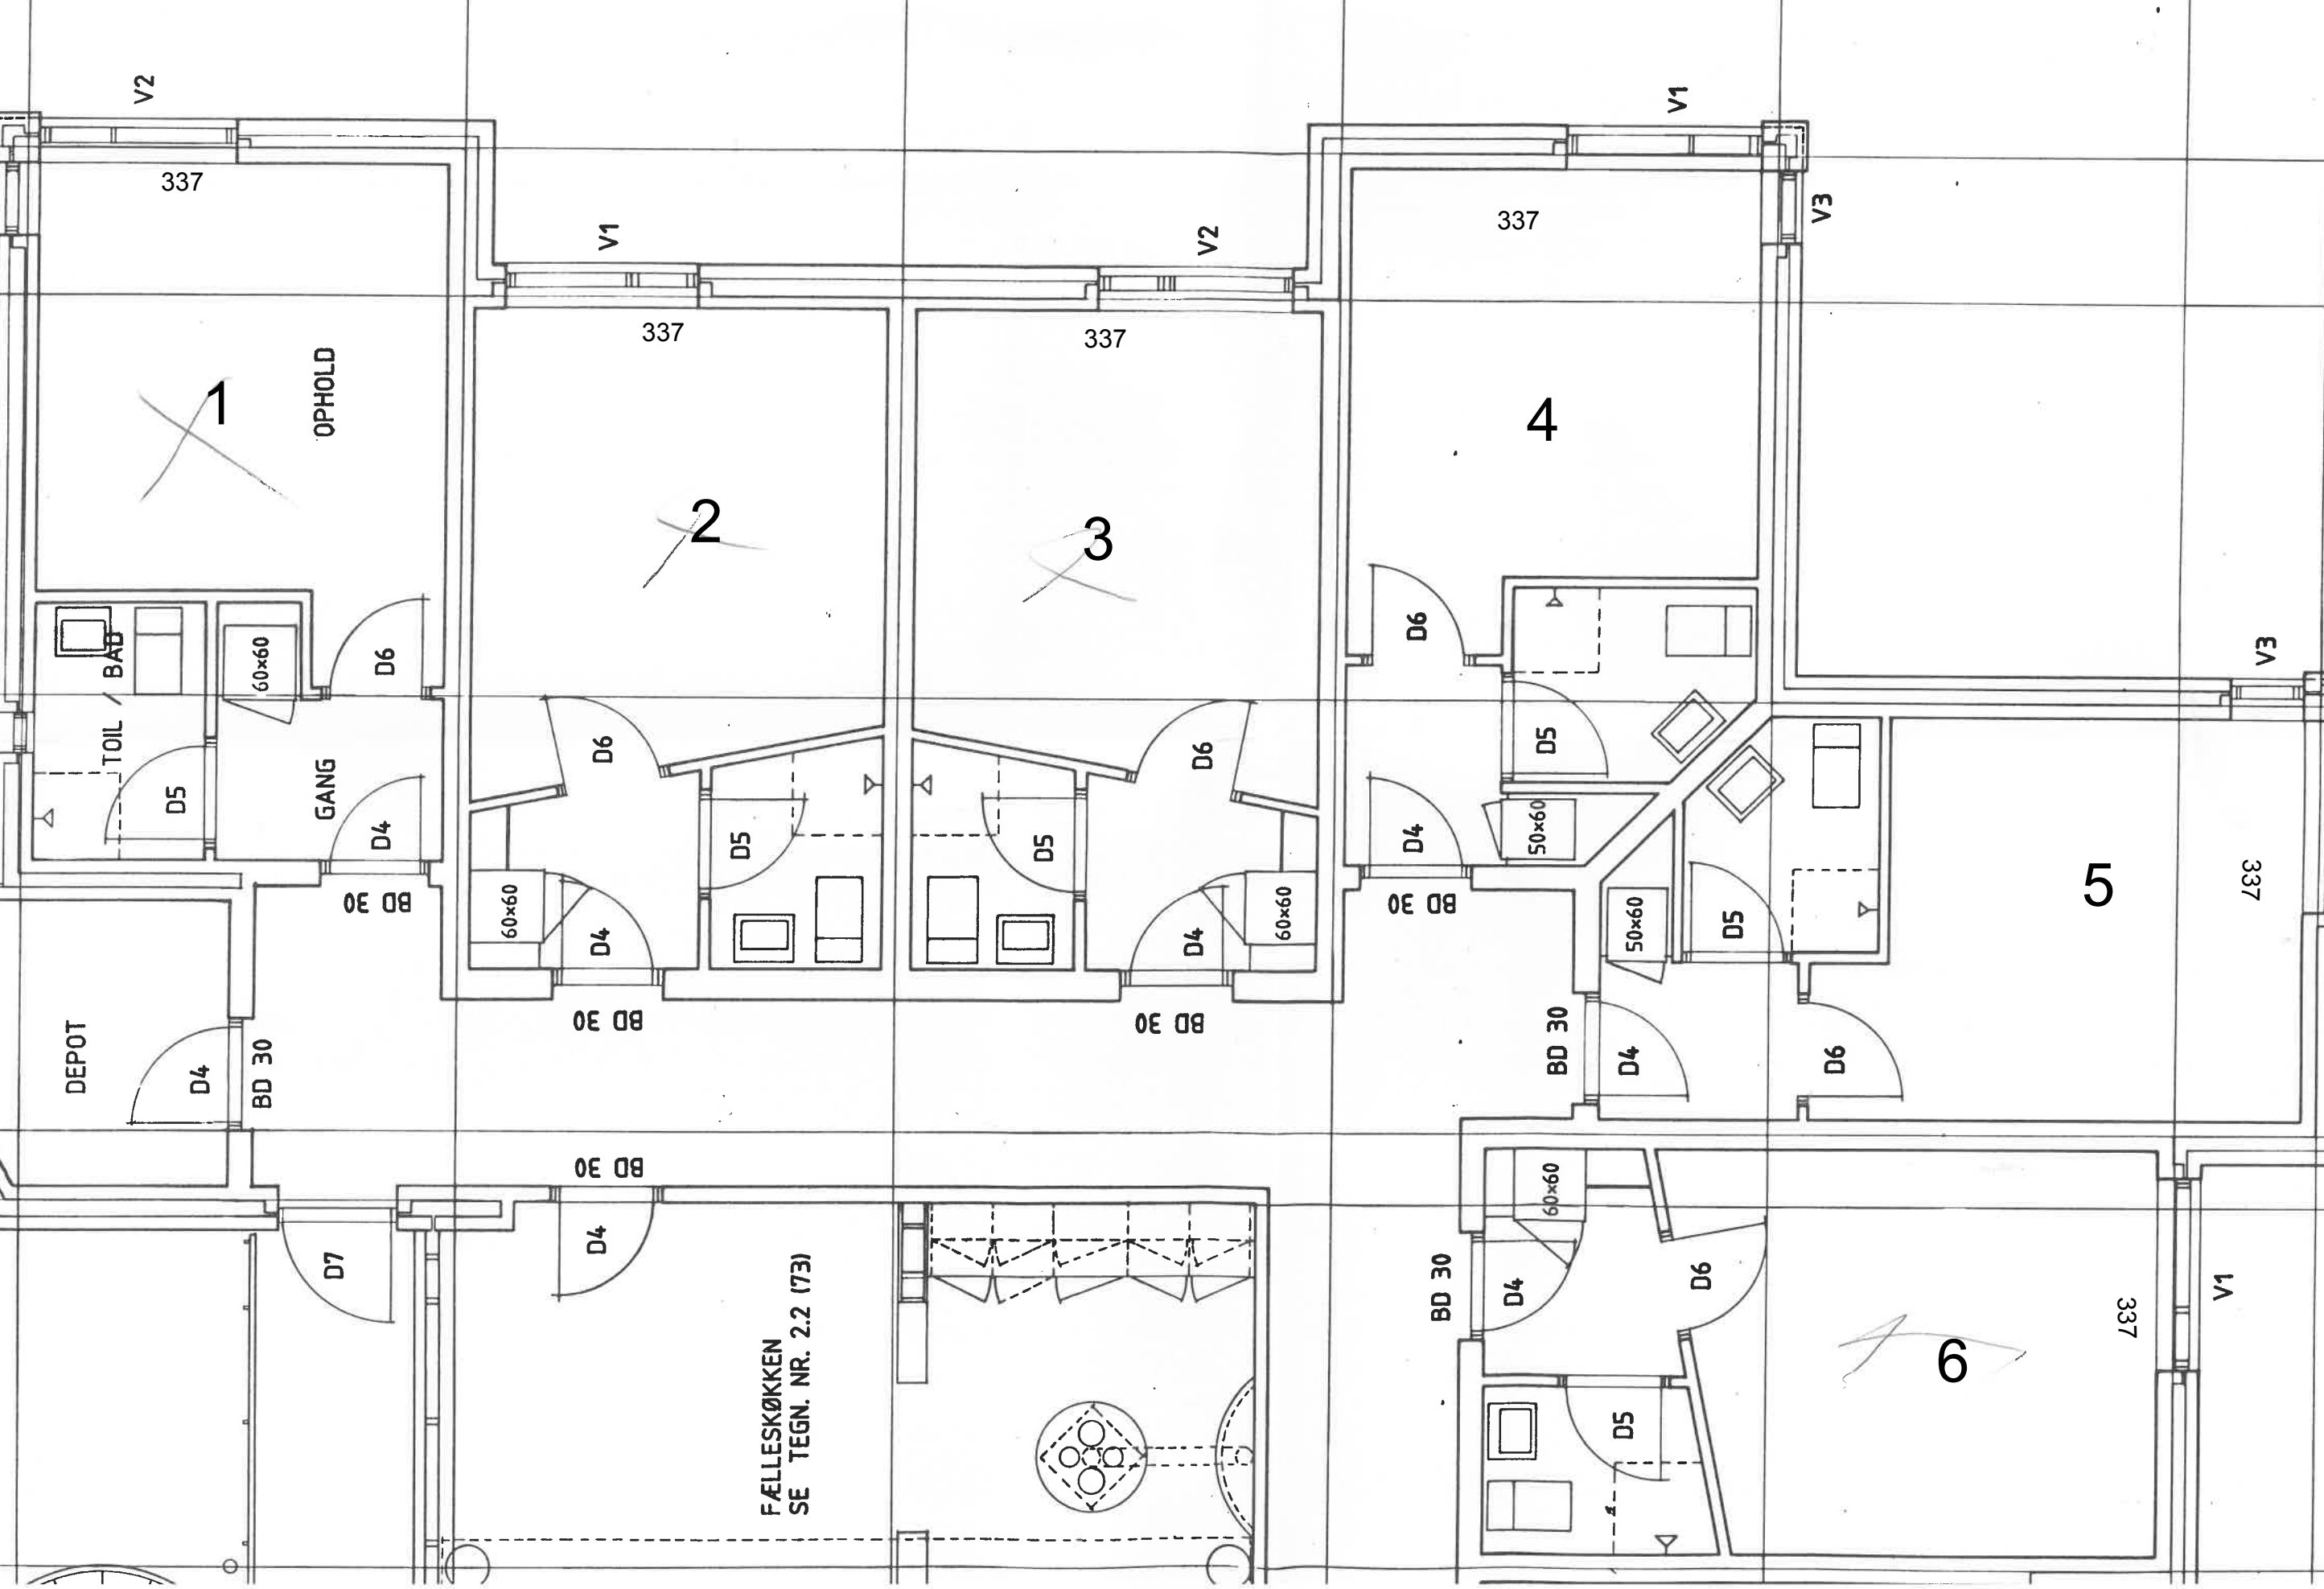 V2
V1
337
337
V3
V1
V2
337
337
1
OPHOLD
4
2
3
TOIL / BAD
60x60
D6
D6
V3
D5
GANG
D4
D6
D6
D5
BD 30
60x60
D4
D5
D5
D4
60x60
D4
50x60
BD 30
50x60
D5
5
337
BD 30
BD 30
DEPOT
D4
BD 30
BD 30
D4
D6
BD 30
D7
D4
FÆLLESKØKKEN
SE TEGN. NR. 2.2 (73)
60x60
BD 30
D4
D6
V1
337
6
D5